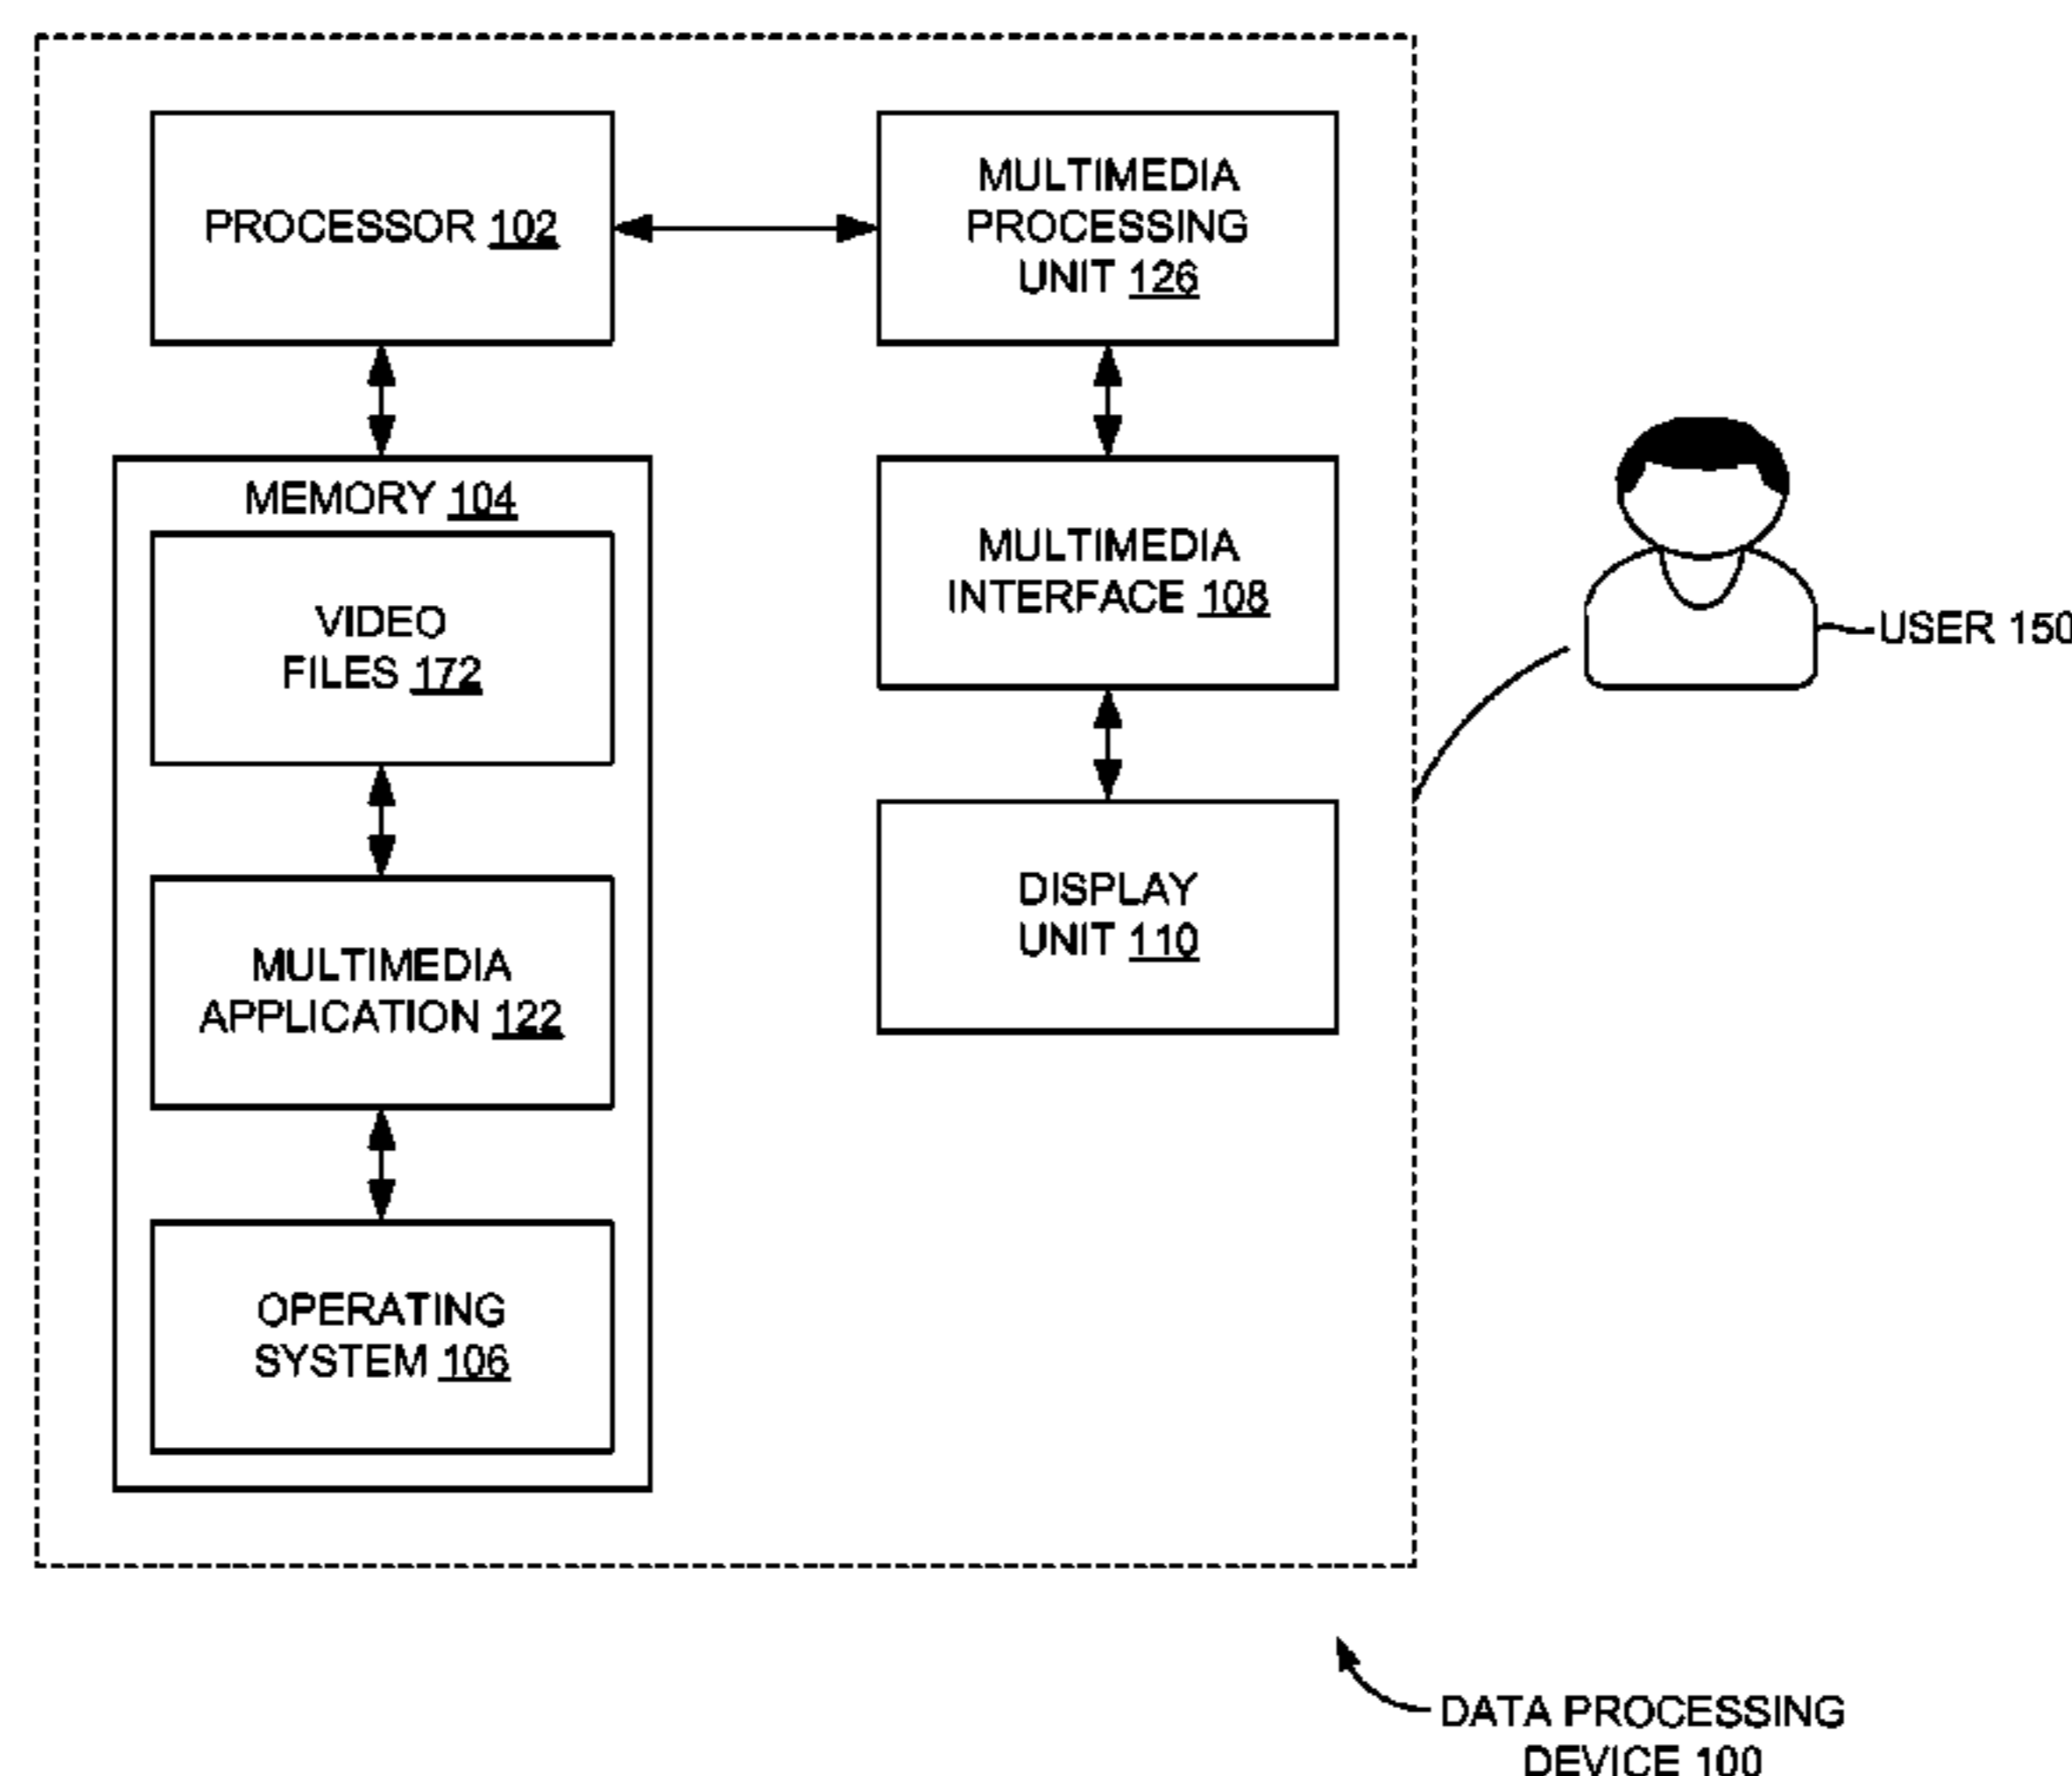 PROCESSOR 102
MULTIMEDIA
PROCESSING
UNIT 126
MEMORY 104
VIDEO
FILES 172
MULTIMEDIA
APPLICATION 122
OPERATING
SYSTEM 106
MULTIMEDIA
INTERFACE 108
DISPLAY
UNIT 110
USER 150
DATA PROCESSING
DEVICE 100